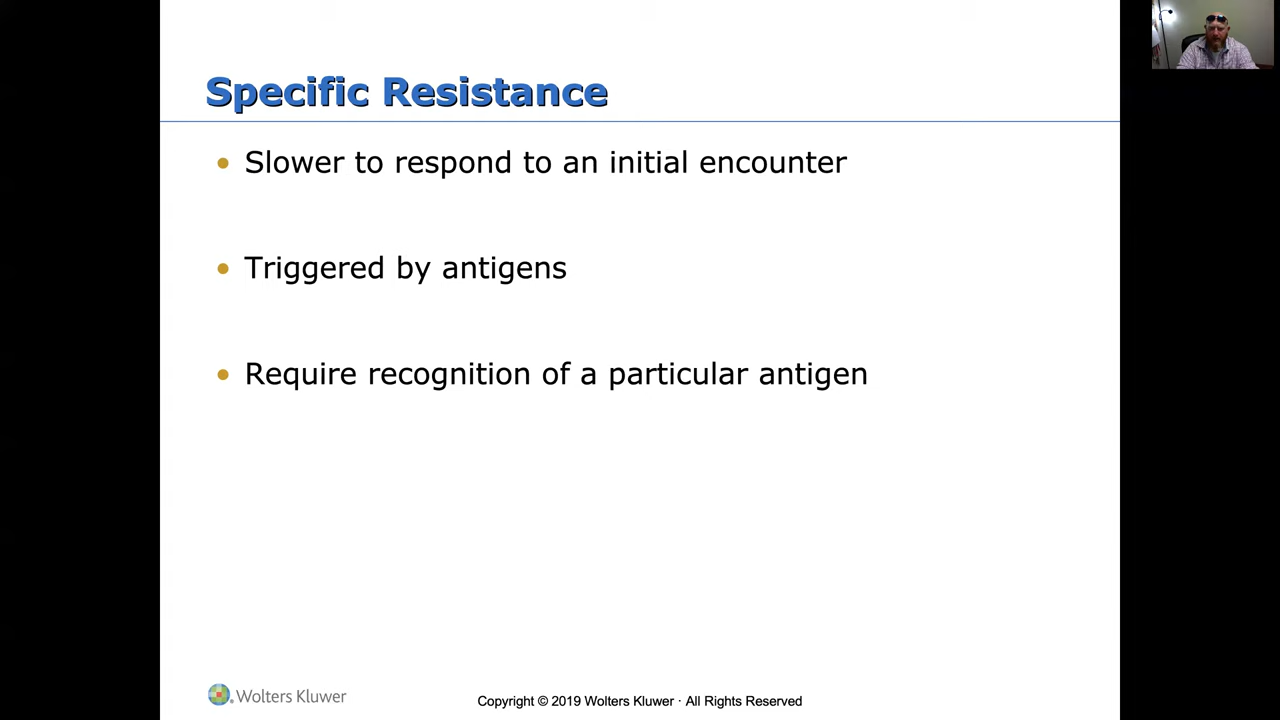 Specific Resistance
Slower to respond to an initial encounter
Triggered by antigens
Require recognition of a particular antigen
Wolters Kluwer
Copyright © 2019 Wolters Kluwer · All Rights Reserved